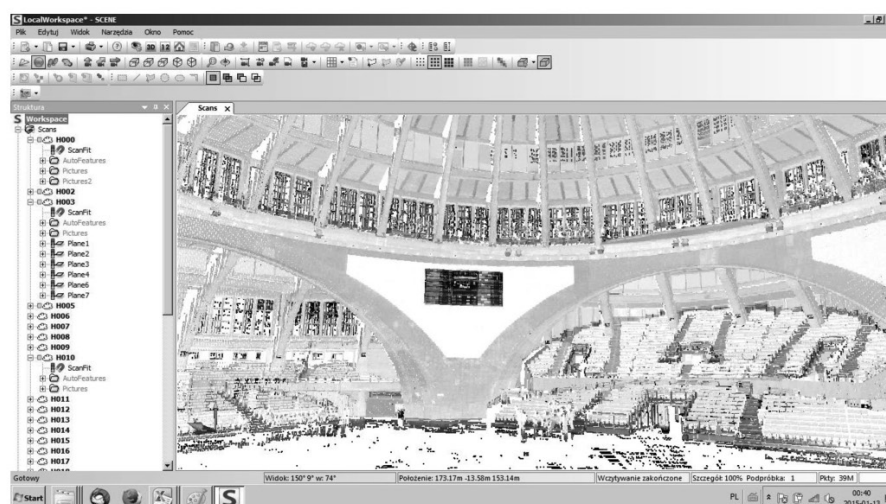 LocalWorkspace* - SCENE
Plik Edytuj Widok Narzędzia Okno Pomoc
Struktura
Scans x
Workspace
Scans
H000
ScanFit
AutoFeatures
Pictures
Pictures2
H002
H003
ScanFit
AutoFeatures
Pictures
Plane1
Plane2
Plane3
Plane4
Plane6
Plane7
H005
H006
H007
H008
H009
H010
ScanFit
AutoFeatures
Pictures
H011
H012
H013
H014
H015
H016
H017
Gotowy Widok: 150° 9° w: 74° Położenie: 173.17m -13.58m 153.14m Wczytywanie zakończone Szczegół 100% Podpróbka: 1 Pkty: 39M
Start PL 00:40